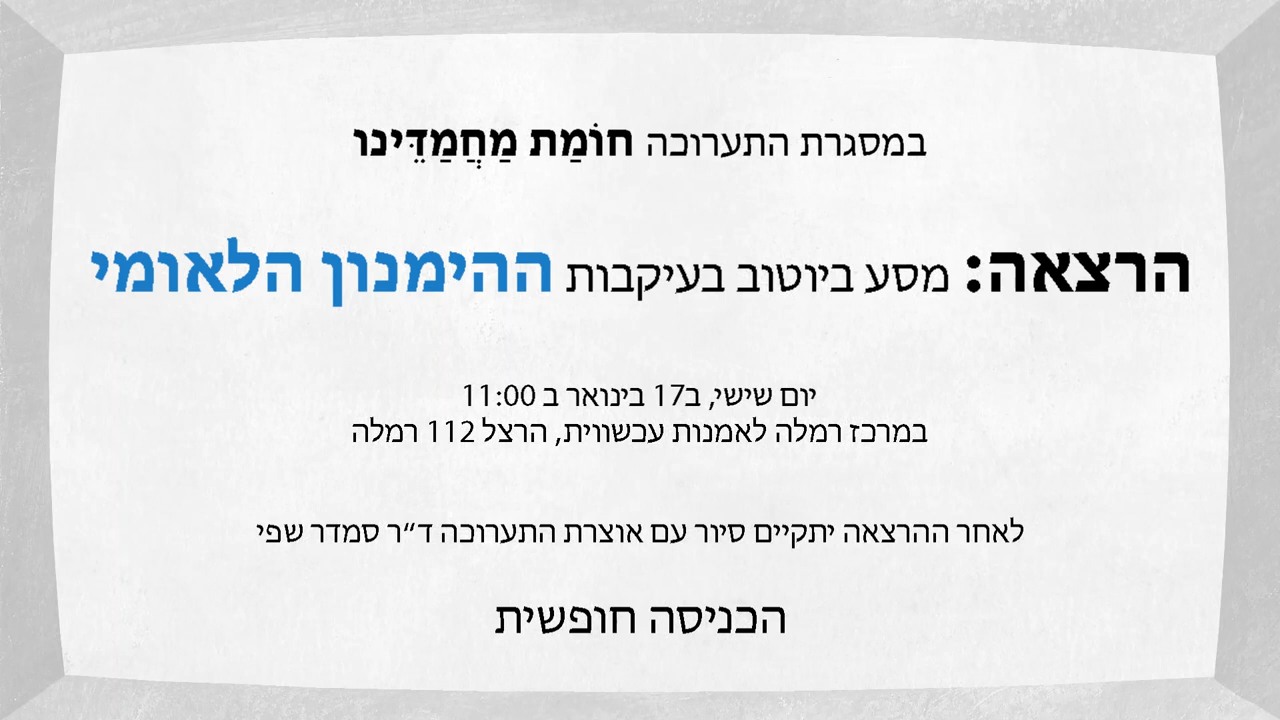 במסגרת התערוכה חוֹמַת מַחֲמַדֵּינוּ
הרצאה: מסע ביוטוב בעיקבות ההימנון הלאומי
יום שישי, ב17 בינואר ב 11:00
במרכז רמלה לאמנות עכשווית, הרצל 112 רמלה
לאחר ההרצאה יתקיים סיור עם אוצרת התערוכה ד״ר סמדר שפי
הכניסה חופשית